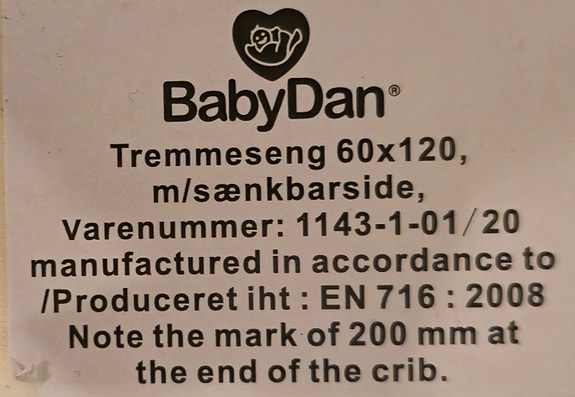 BabyDan®
Tremmeseng 60x120,
m/sænkbarside,
Varenummer: 1143-1-01/20
manufactured in accordance to
/Produceret iht : EN 716 : 2008
Note the mark of 200 mm at
the end of the crib.